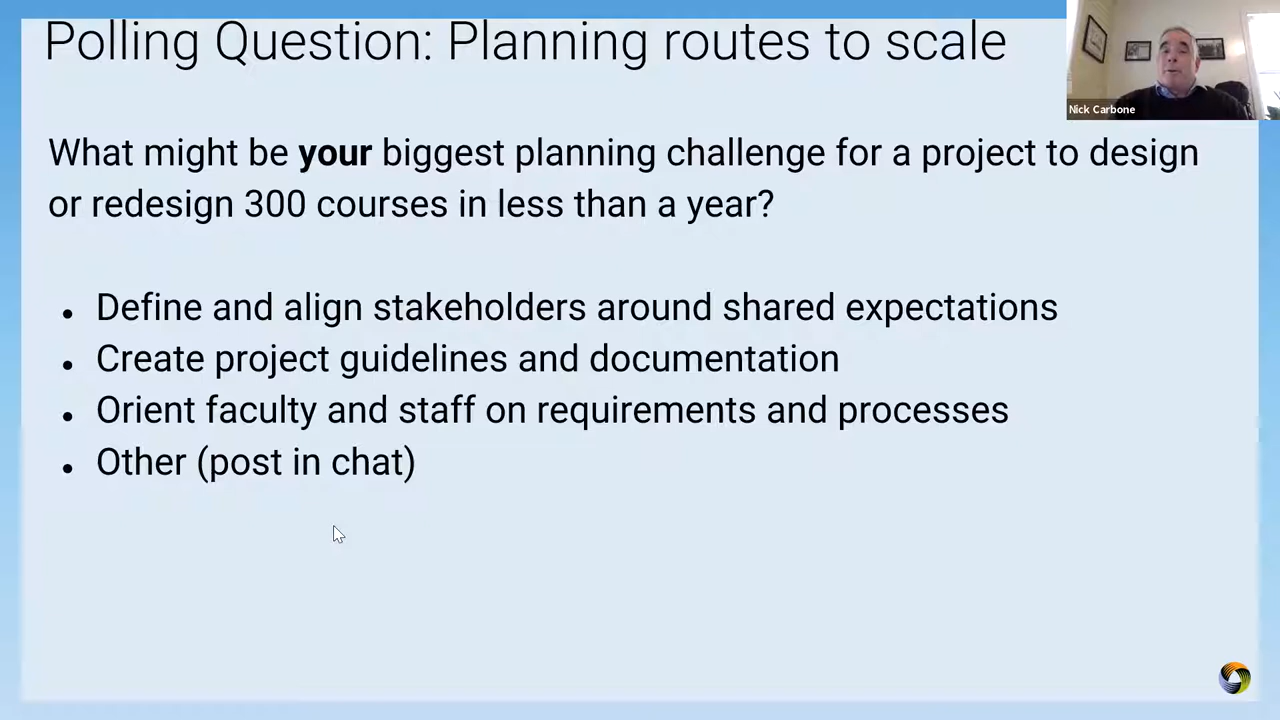 Polling Question: Planning routes to scale
Nick Carbone
What might be your biggest planning challenge for a project to design
or redesign 300 courses in less than a year?
• Define and align stakeholders around shared expectations
• Create project guidelines and documentation
• Orient faculty and staff on requirements and processes
• Other (post in chat)